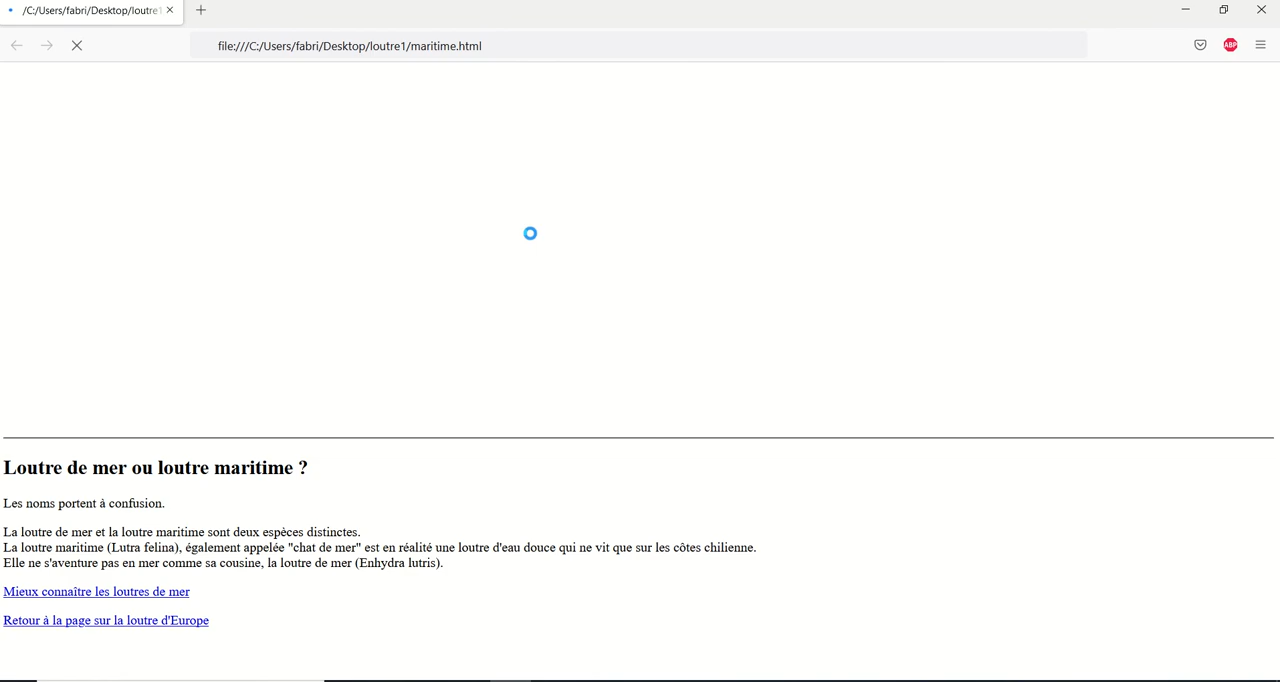 /C:/Users/fabri/Desktop/loutre1
file:///C:/Users/fabri/Desktop/loutre1/maritime.html
ABP
Loutre de mer ou loutre maritime ?
Les noms portent à confusion.
La loutre de mer et la loutre maritime sont deux espèces distinctes.
La loutre maritime (Lutra felina), également appelée "chat de mer" est en réalité une loutre d'eau douce qui ne vit que sur les côtes chilienne.
Elle ne s'aventure pas en mer comme sa cousine, la loutre de mer (Enhydra lutris).
Mieux connaître les loutres de mer
Retour à la page sur la loutre d'Europe